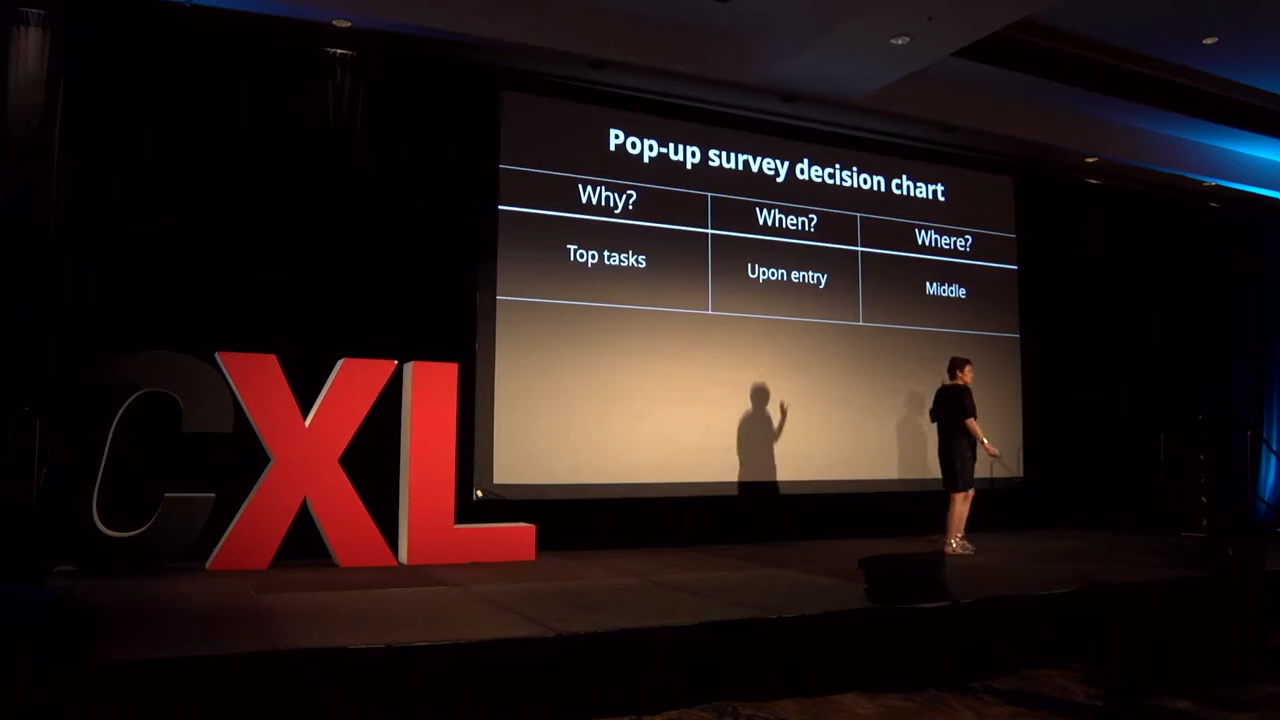 Pop-up survey decision chart
Why? When? Where?
Top tasks Upon entry Middle
CXL